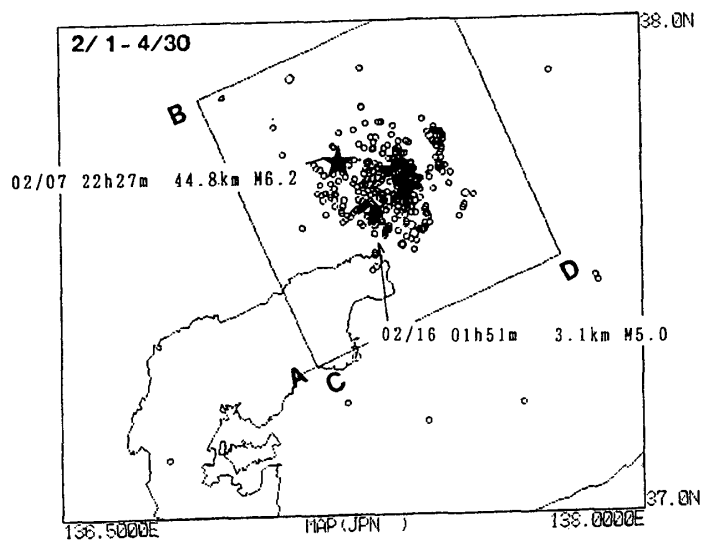 38.0N
2/ 1 - 4/30
B
02/07 22h27m 44.8km M6.2
D
02/16 01h51m 3.1km M5.0
A C
37.0N
136.5000E MAP(JPN ) 138.0000E